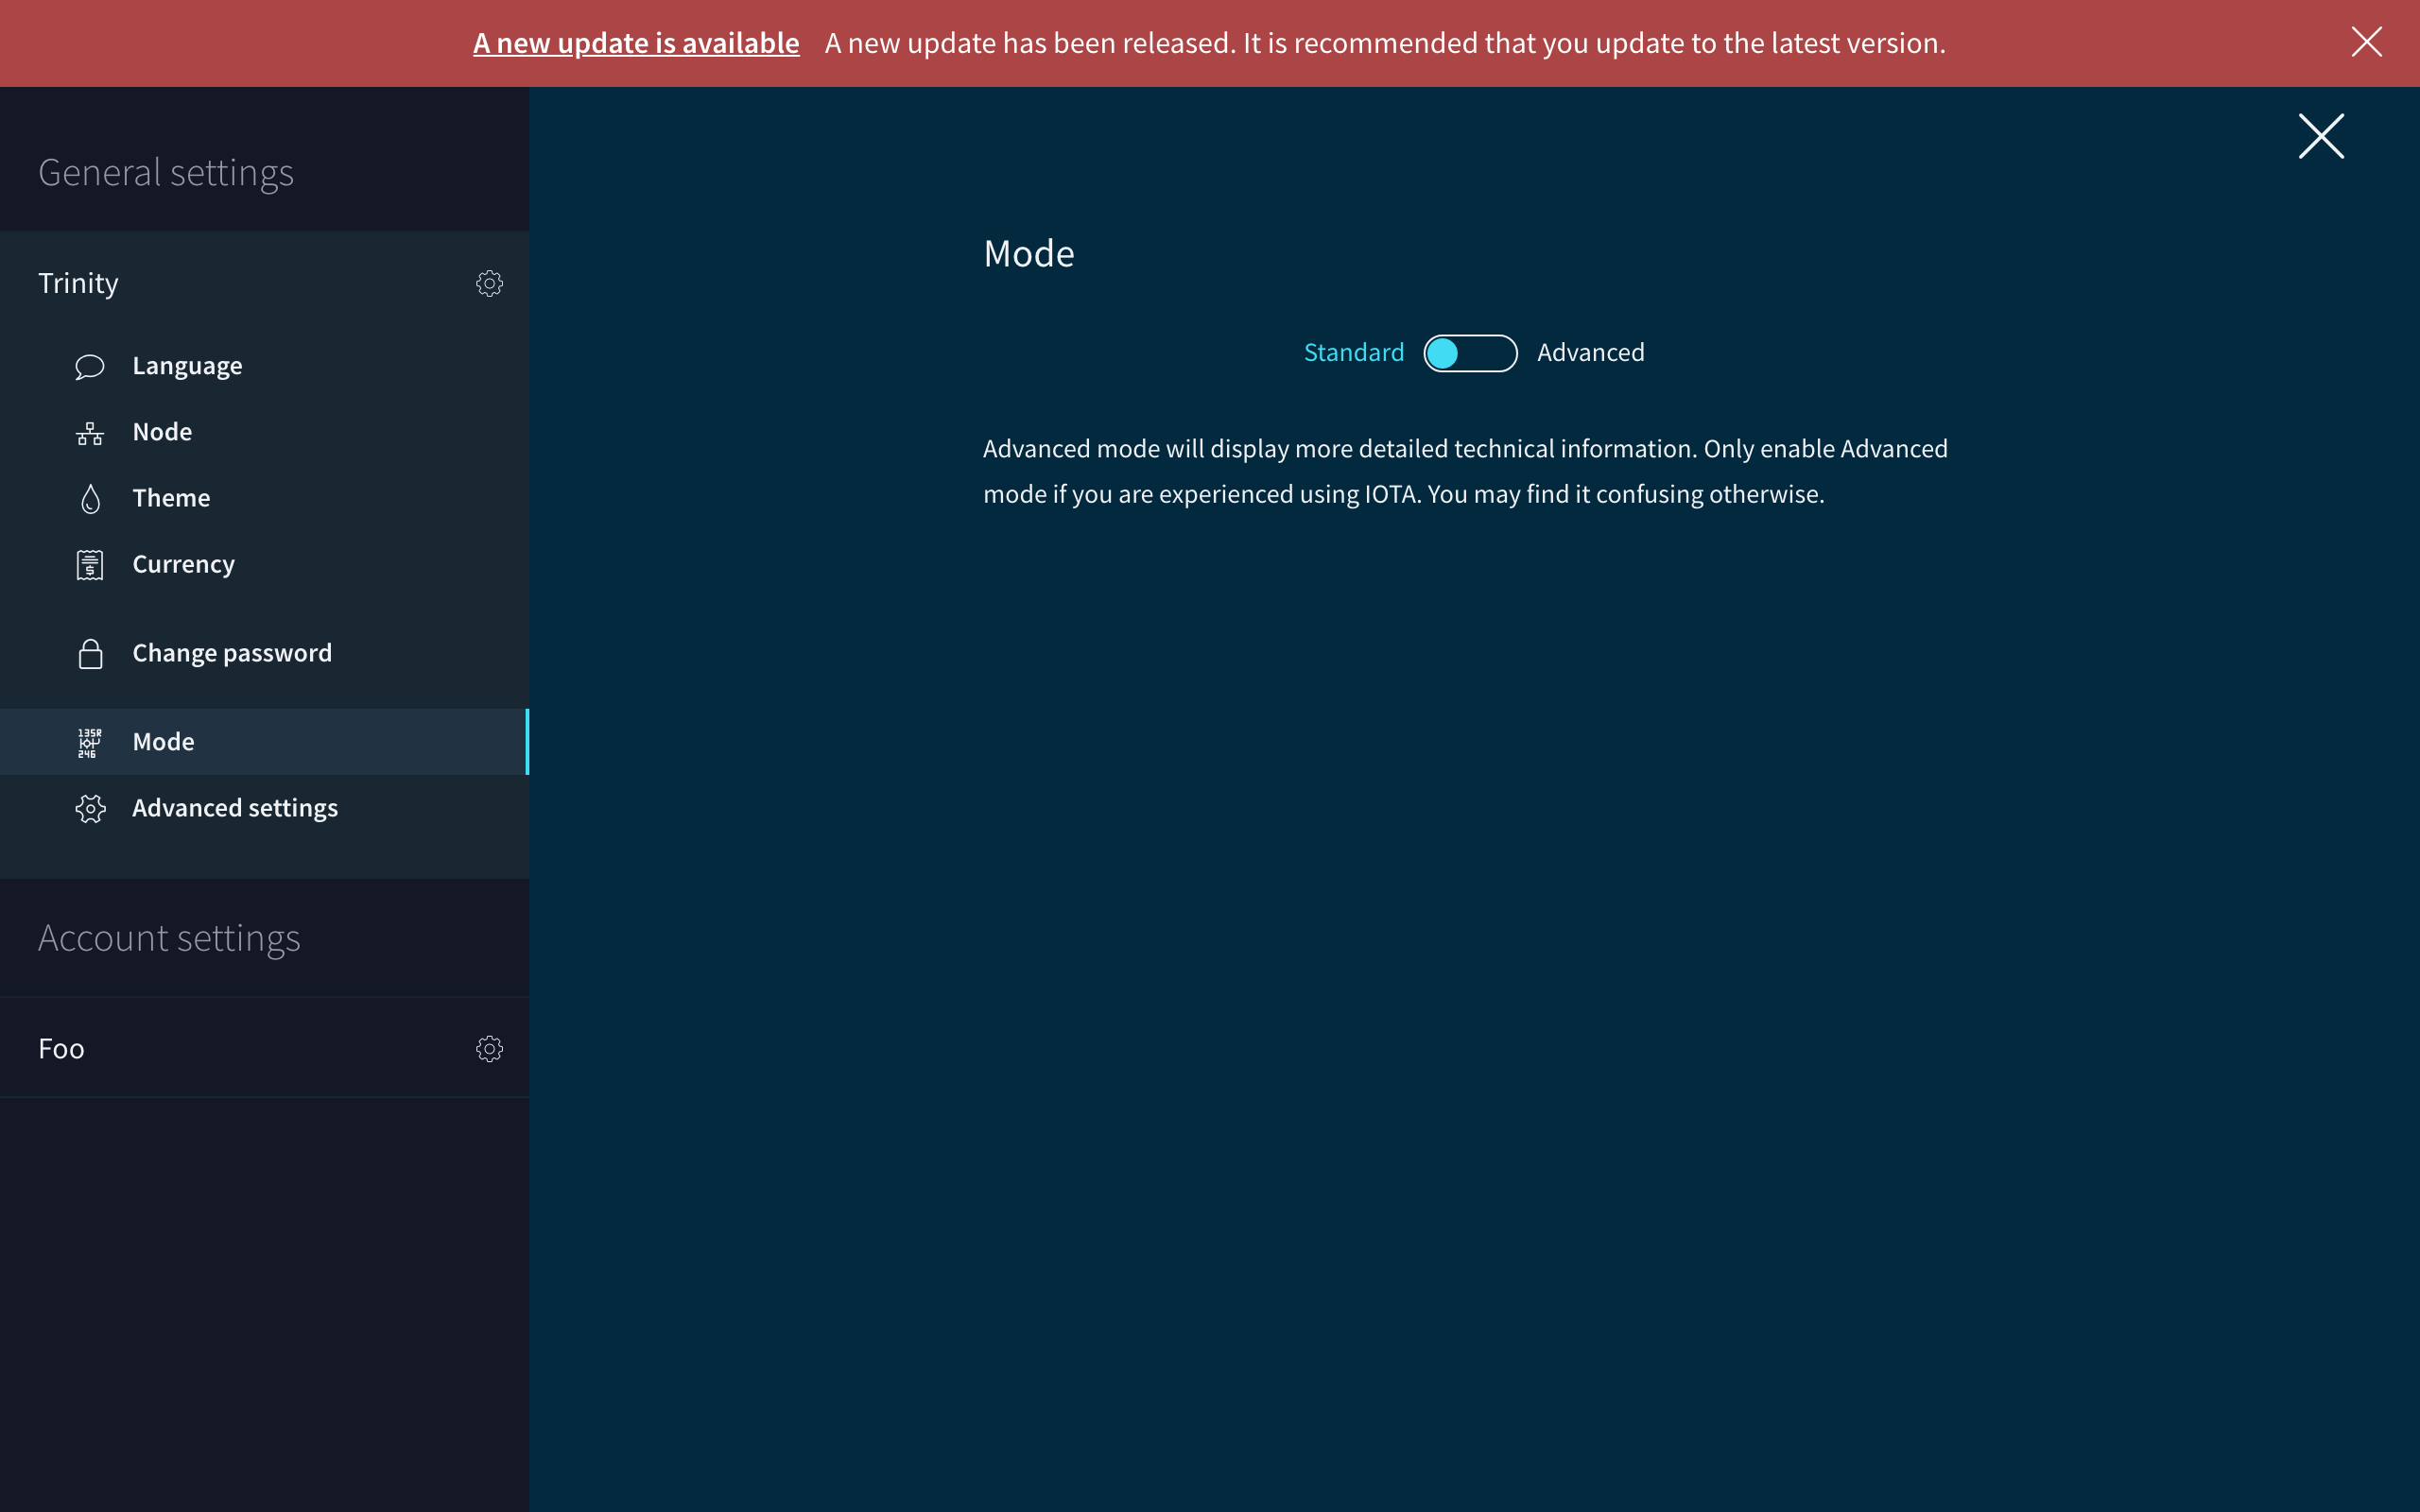 A new update is available A new update has been released. It is recommended that you update to the latest version.
General settings
Trinity
Language
Node
Theme
Currency
Change password
Mode
Advanced settings
Account settings
Foo
Mode
Standard Advanced
Advanced mode will display more detailed technical information. Only enable Advanced
mode if you are experienced using IOTA. You may find it confusing otherwise.